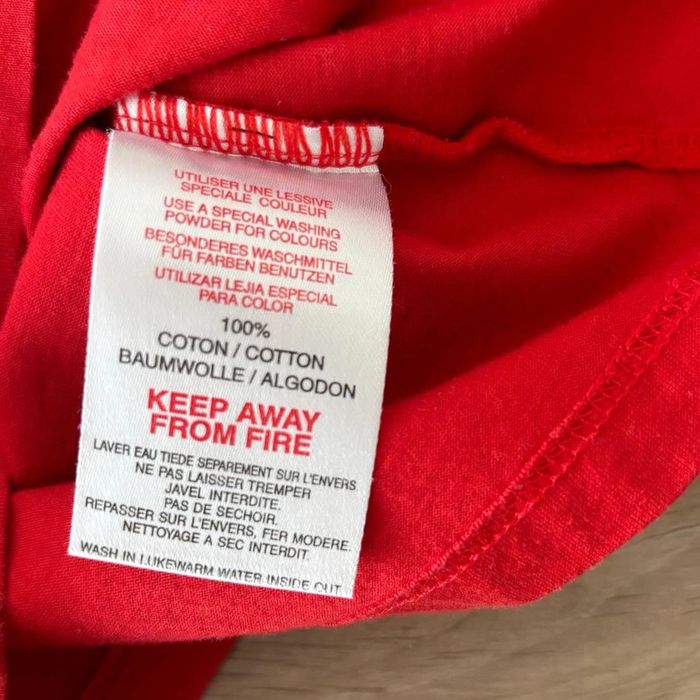 UTILISER UNE LESSIVE
SPECIALE COULEUR
USE A SPECIAL WASHING
POWDER FOR COLOURS
BESONDERES WASCHMITTEL
FÜR FARBEN BENUTZEN
UTILIZAR LEJIA ESPECIAL
PARA COLOR
100%
COTON / COTTON
BAUMWOLLE / ALGODON
KEEP AWAY
FROM FIRE
LAVER EAU TIEDE SEPAREMENT SUR L'ENVERS
NE PAS LAISSER TREMPER
JAVEL INTERDITE.
PAS DE SECHOIR.
REPASSER SUR L'ENVERS, FER MODERE.
NETTOYAGE A SEC INTERDIT.
WASH IN LUKEWARM WATER INSIDE OUT